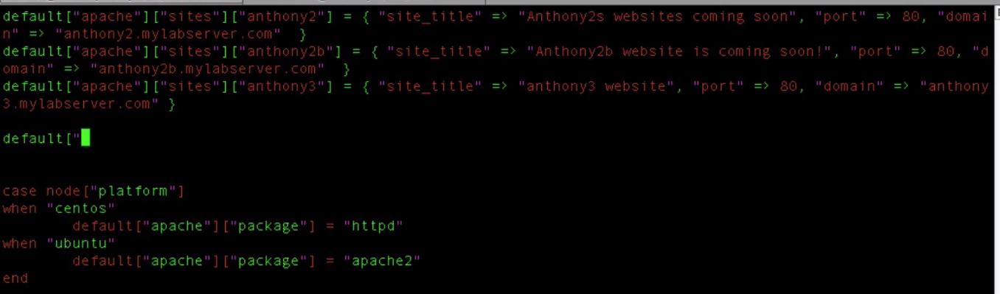 default["apache"]["sites"]["anthony2"] = { "site_title" => "Anthony2s websites coming soon", "port" => 80, "domai
n" => "anthony2.mylabserver.com"  }
default["apache"]["sites"]["anthony2b"] = { "site_title" => "Anthony2b website is coming soon!", "port" => 80, "d
omain" => "anthony2b.mylabserver.com"  }
default["apache"]["sites"]["anthony3"] = { "site_title" => "anthony3 website", "port" => 80, "domain" => "anthony
3.mylabserver.com" }
default["
case node["platform"]
when "centos"
        default["apache"]["package"] = "httpd"
when "ubuntu"
        default["apache"]["package"] = "apache2"
end